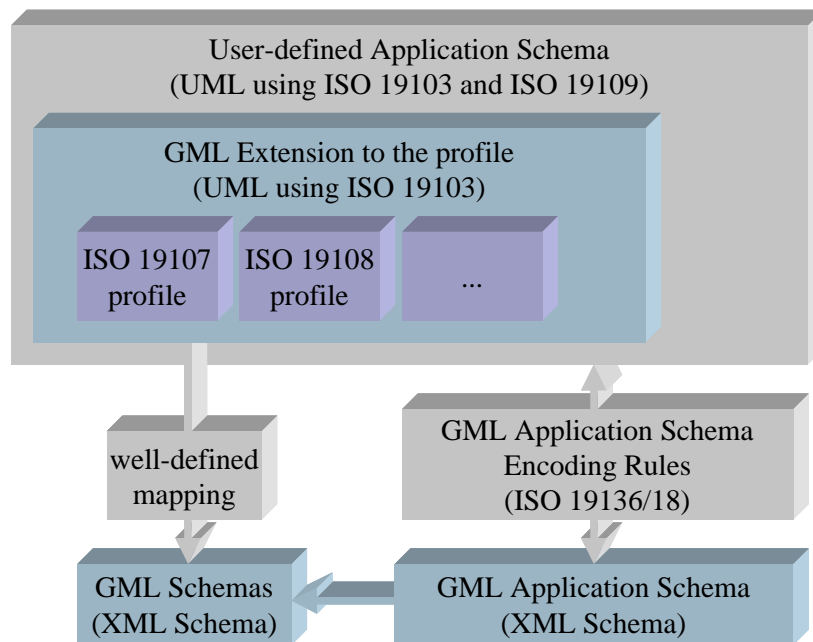 User-defined Application Schema
(UML using ISO 19103 and ISO 19109)
GML Extension to the profile
(UML using ISO 19103)
ISO 19107
profile
ISO 19108
profile
...
well-defined
mapping
GML Application Schema
Encoding Rules
(ISO 19136/18)
GML Schemas
(XML Schema)
GML Application Schema
(XML Schema)